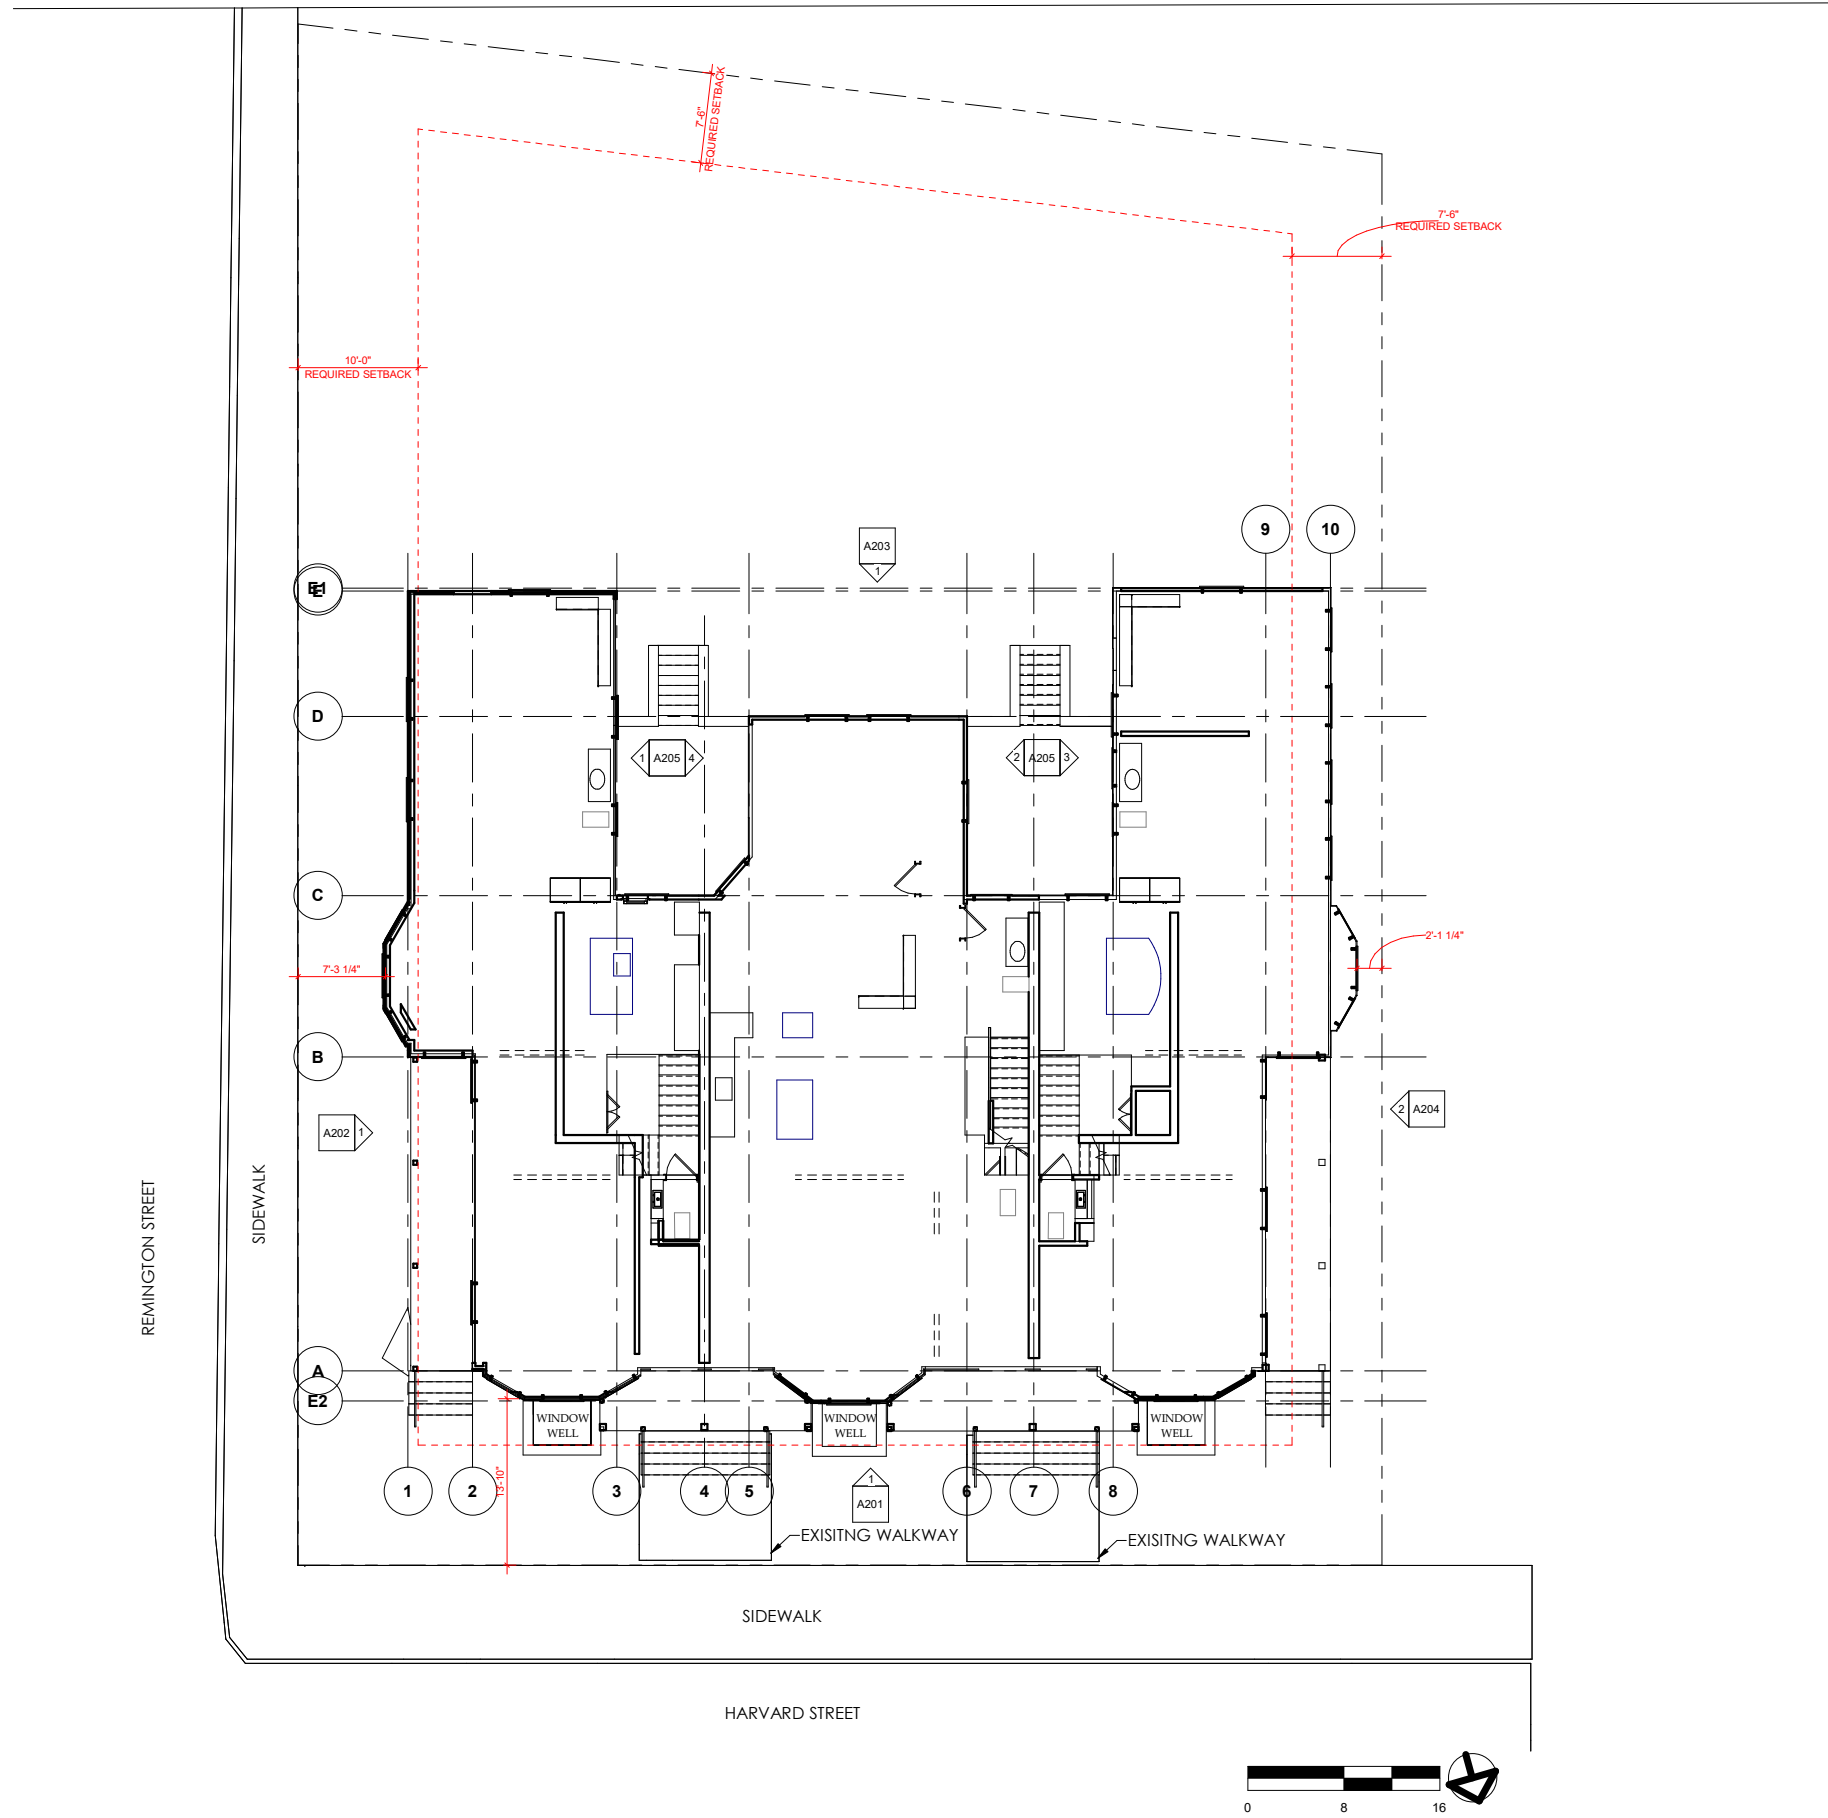 7'-6"
REQUIRED SETBACK
7'-6"
REQUIRED SETBACK
10'-0"
REQUIRED SETBACK
9
10
A203
1
E1
E
D
1
A205
4
2
A205
3
C
7'-3 1/4"
2'-1 1/4"
B
A202
1
2
A204
REMINGTON STREET
SIDEWALK
A
E2
WINDOW
WELL
WINDOW
WELL
WINDOW
WELL
13'-10"
1
2
3
4
5
1
A201
6
7
8
EXISITNG WALKWAY
EXISITNG WALKWAY
SIDEWALK
HARVARD STREET
0
8
16